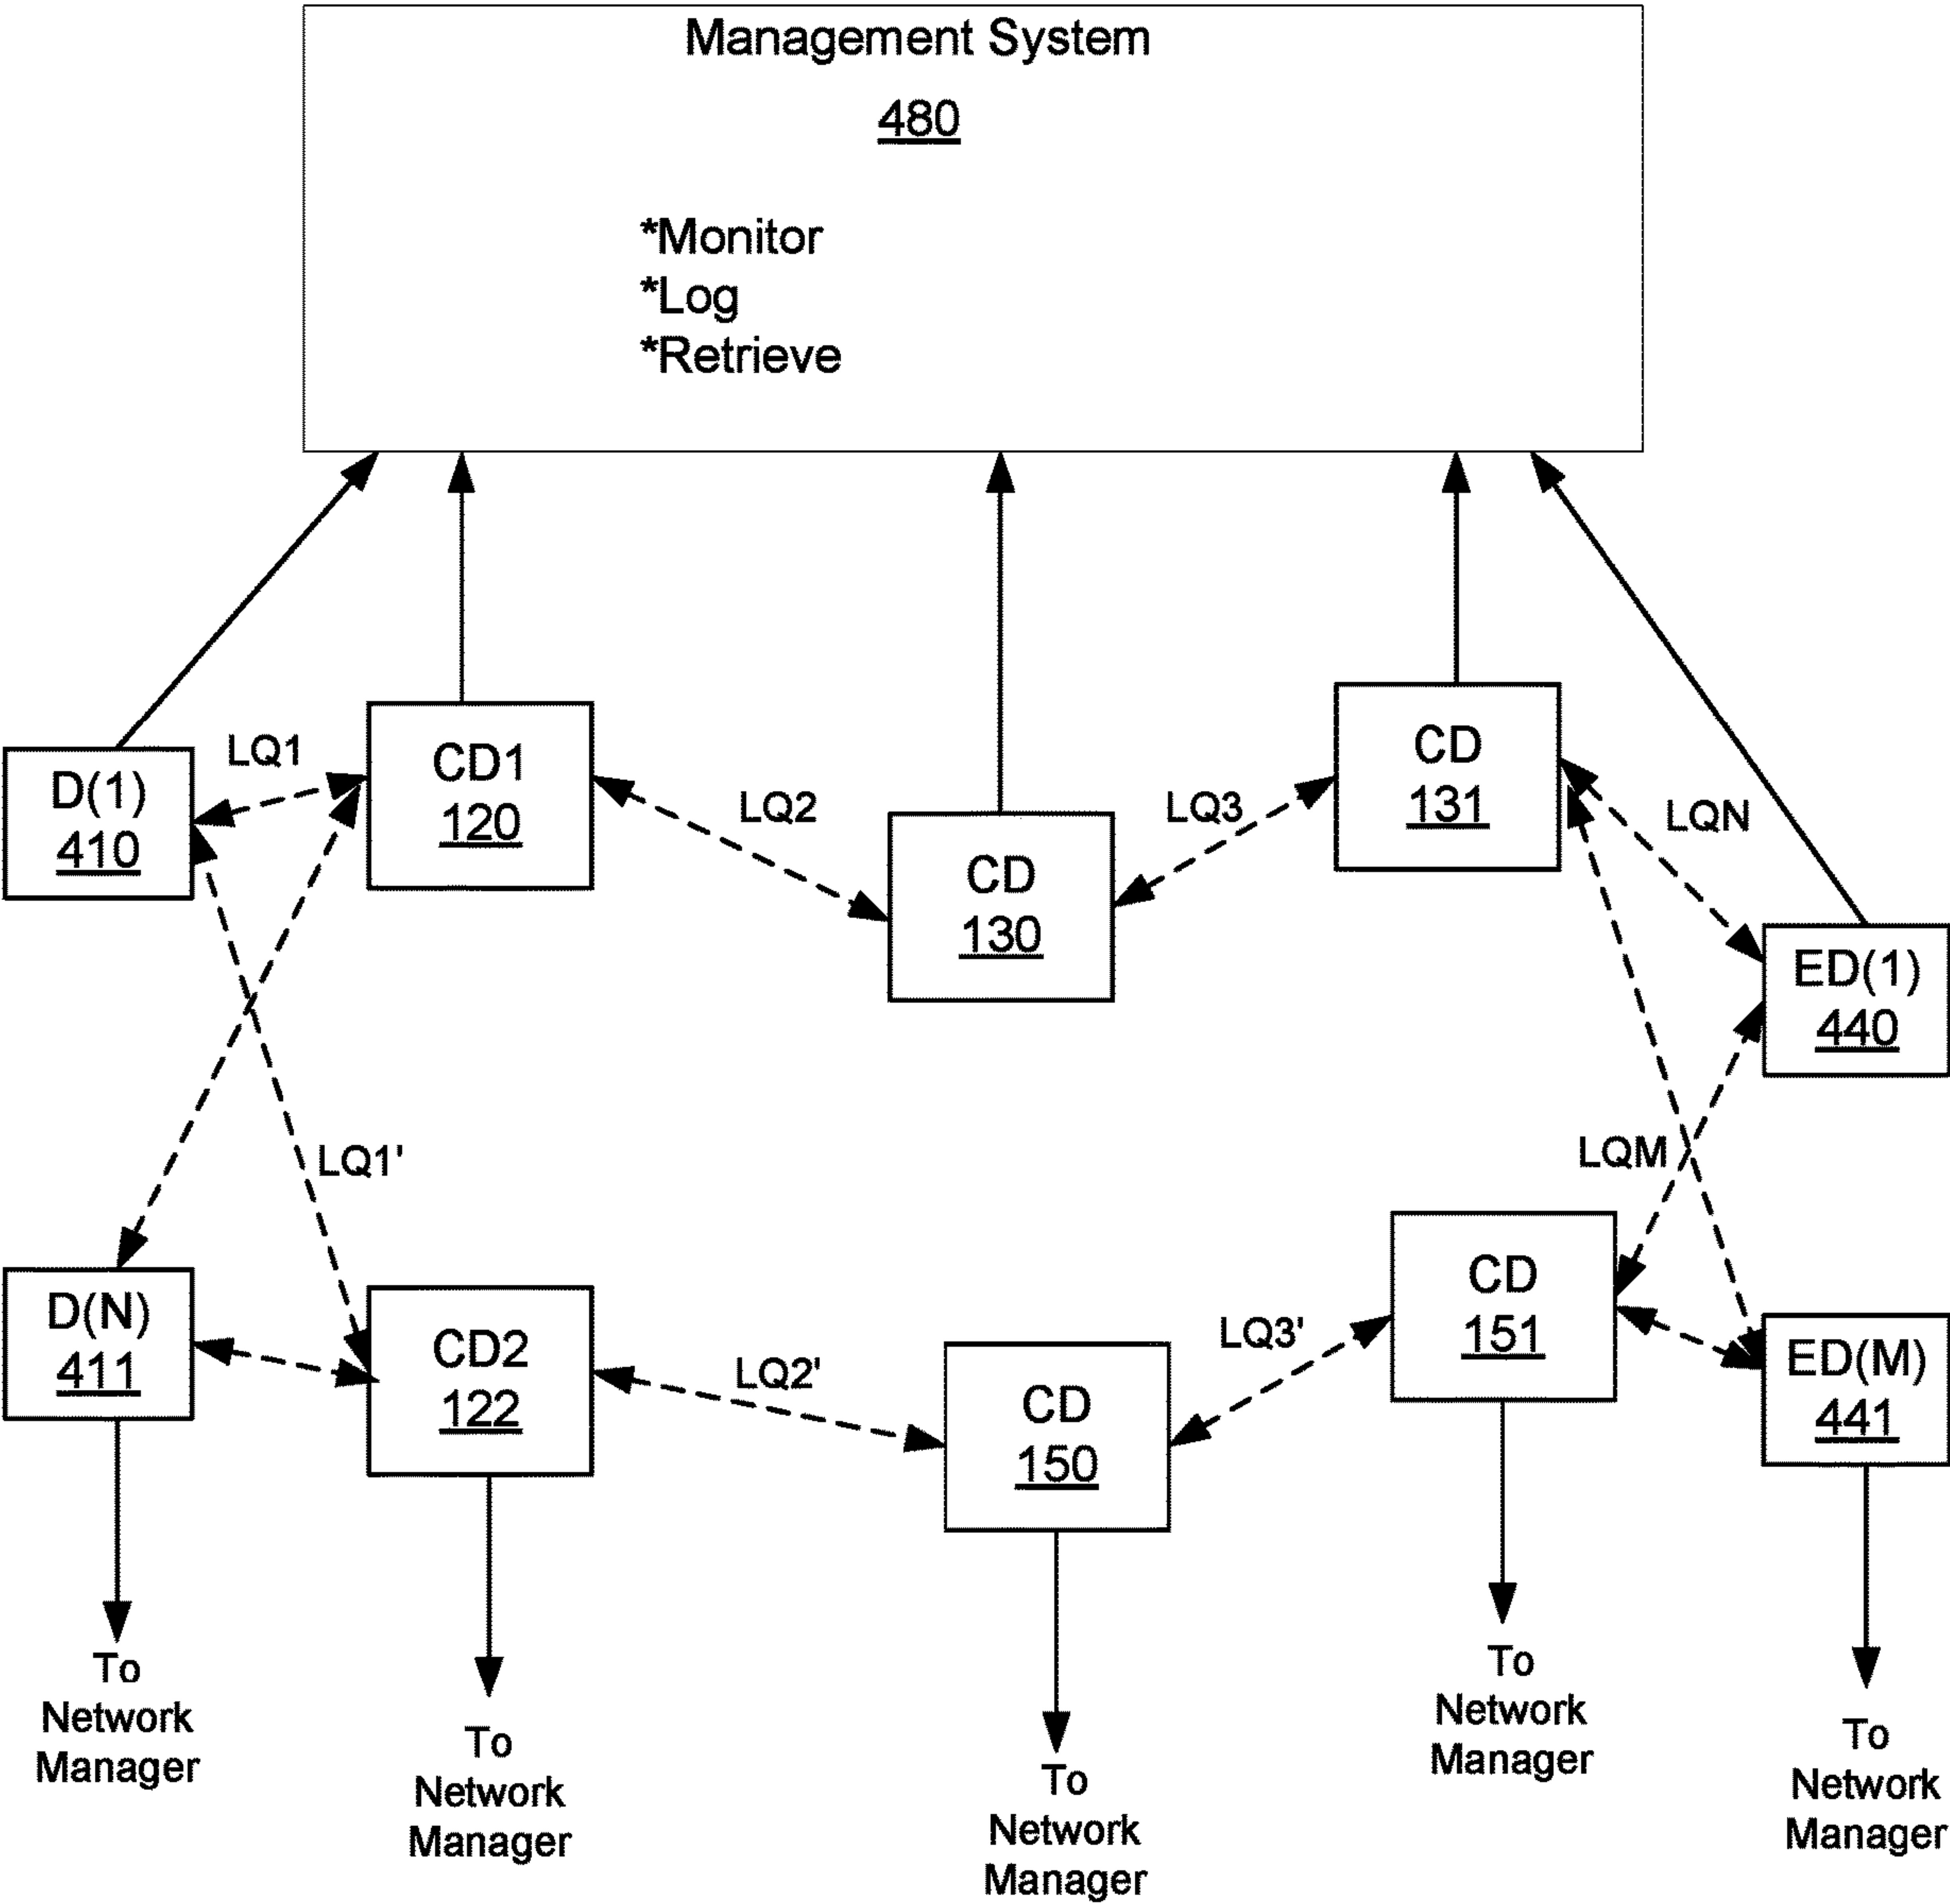 Management System
480
*Monitor
*Log
*Retrieve
D(1)
410
LQ1
CD1
120
LQ2
CD
130
LQ3
CD
131
LQN
ED(1)
440
LQ1'
LQM
D(N)
411
CD2
122
LQ2'
CD
150
LQ3'
CD
151
ED(M)
441
To
Network
Manager
To
Network
Manager
To
Network
Manager
To
Network
Manager
To
Network
Manager